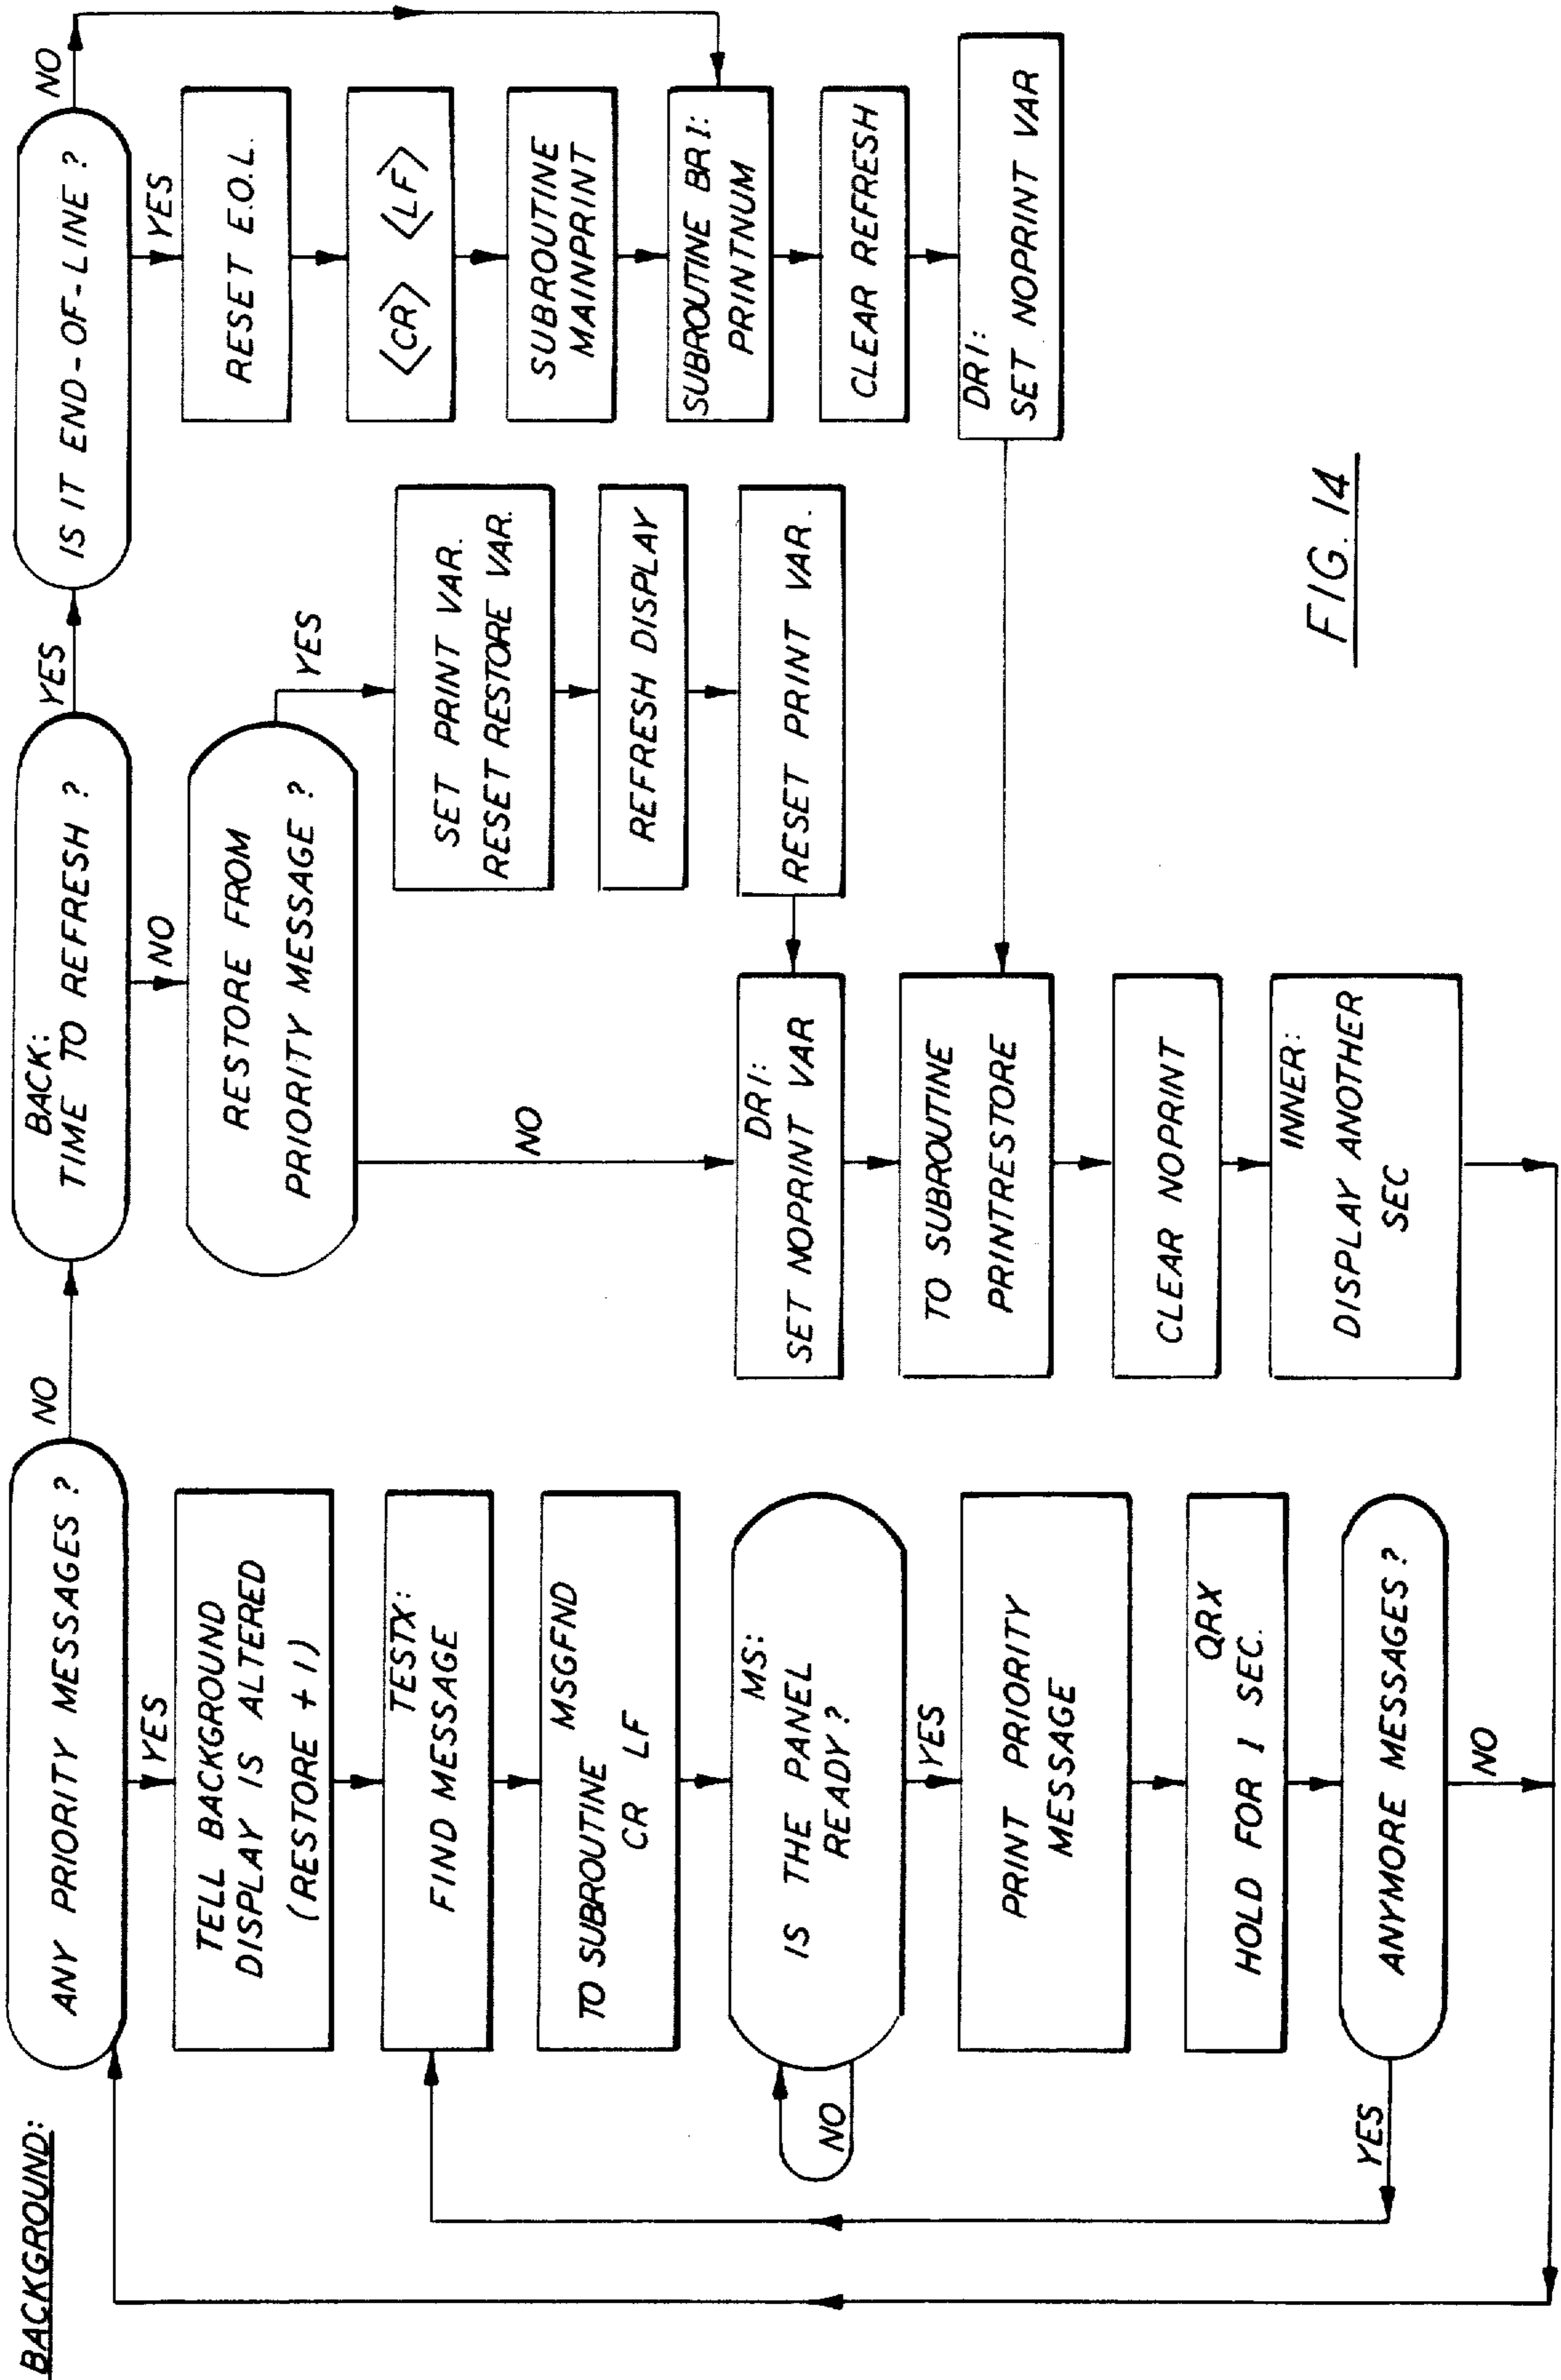 BACKGROUND:
ANY PRIORITY MESSAGES ?
NO
YES
TELL BACKGROUND
DISPLAY IS ALTERED
(RESTORE + 1)
TESTX:
FIND MESSAGE
MSGFND
TO SUBROUTINE
CR LF
MS:
IS THE PANEL
READY?
NO
YES
PRINT PRIORITY
MESSAGE
QRX
HOLD FOR 1 SEC.
ANYMORE MESSAGES?
YES
NO
BACK:
TIME TO REFRESH ?
YES
NO
RESTORE FROM
PRIORITY MESSAGE ?
YES
NO
SET PRINT VAR.
RESET RESTORE VAR.
REFRESH DISPLAY
RESET PRINT VAR.
DR1:
SET NOPRINT VAR
TO SUBROUTINE
PRINTRESTORE
CLEAR NOPRINT
INNER:
DISPLAY ANOTHER
SEC
IS IT END-OF-LINE ?
NO
YES
RESET E.O.L.
<CR> <LF>
SUBROUTINE
MAINPRINT
SUBROUTINE BR1:
PRINTNUM
CLEAR REFRESH
DR1:
SET NOPRINT VAR
FIG. 14